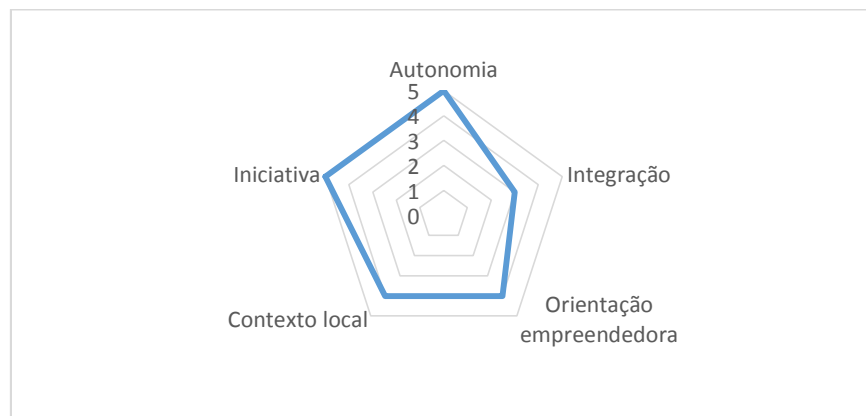 Autonomia
5
4
3
2
1
0
Iniciativa
Integração
Contexto local
Orientação
empreendedora